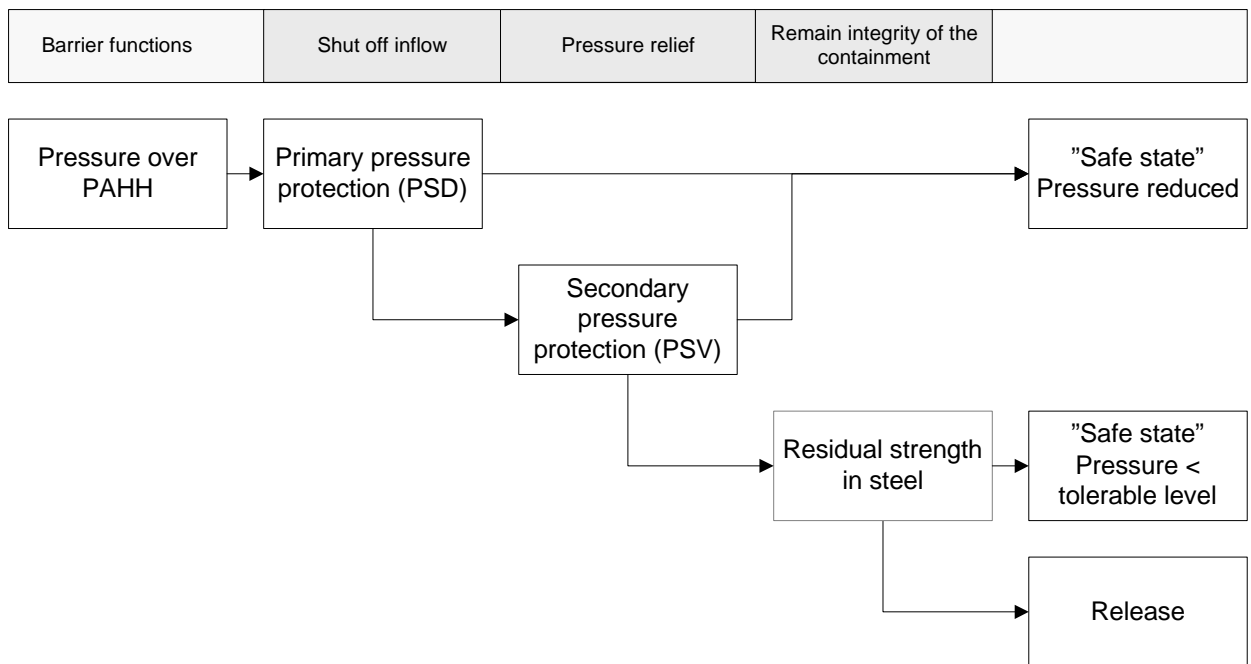 Barrier functions
Shut off inflow
Pressure relief
Remain integrity of the
containment
Pressure over
PAHH
Primary pressure
protection (PSD)
”Safe state”
Pressure reduced
Secondary
pressure
protection (PSV)
Residual strength
in steel
”Safe state”
Pressure <
tolerable level
Release